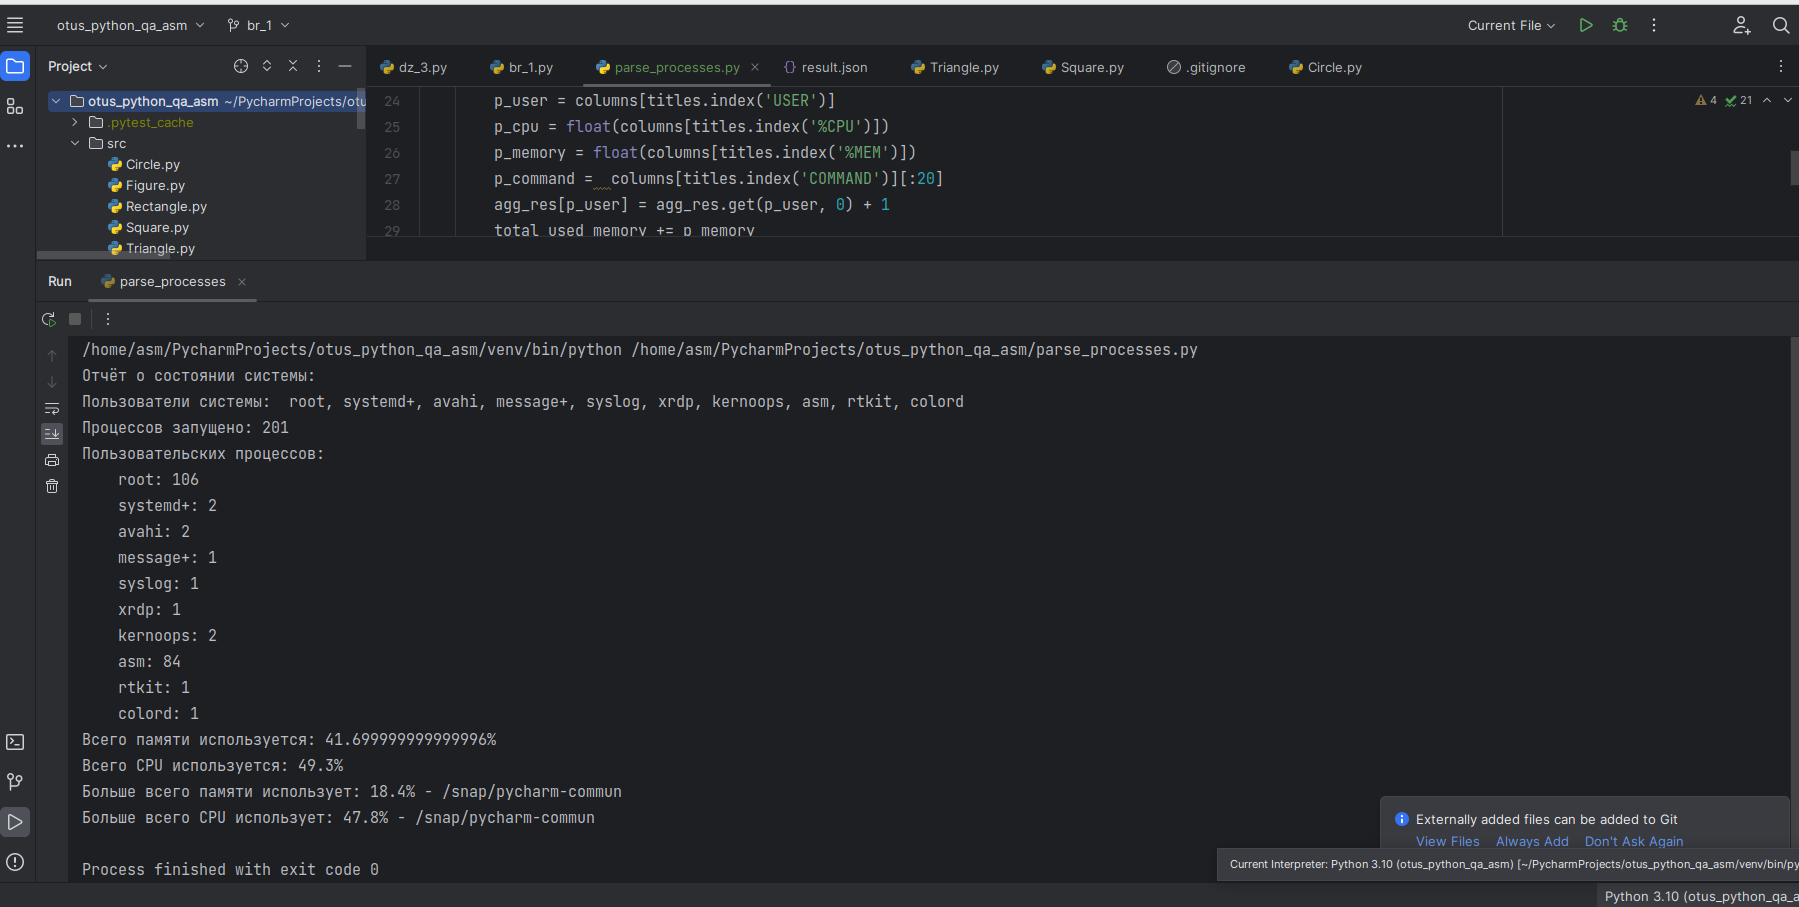 otus_python_qa_asm br_1 Current File
Project dz_3.py br_1.py parse_processes.py result.json Triangle.py Square.py .gitignore Circle.py
otus_python_qa_asm ~/PycharmProjects/otu
.pytest_cache
src
Circle.py
Figure.py
Rectangle.py
Square.py
Triangle.py
4 21
24 p_user = columns[titles.index('USER')]
25 p_cpu = float(columns[titles.index('%CPU')])
26 p_memory = float(columns[titles.index('%MEM')])
27 p_command =  columns[titles.index('COMMAND')][:20]
28 agg_res[p_user] = agg_res.get(p_user, 0) + 1
29 total_used_memory += p_memory
Run parse_processes
/home/asm/PycharmProjects/otus_python_qa_asm/venv/bin/python /home/asm/PycharmProjects/otus_python_qa_asm/parse_processes.py
Отчёт о состоянии системы:
Пользователи системы:  root, systemd+, avahi, message+, syslog, xrdp, kernoops, asm, rtkit, colord
Процессов запущено: 201
Пользовательских процессов:
root: 106
systemd+: 2
avahi: 2
message+: 1
syslog: 1
xrdp: 1
kernoops: 2
asm: 84
rtkit: 1
colord: 1
Всего памяти используется: 41.699999999999996%
Всего CPU используется: 49.3%
Больше всего памяти использует: 18.4% - /snap/pycharm-commun
Больше всего CPU использует: 47.8% - /snap/pycharm-commun
Process finished with exit code 0
Externally added files can be added to Git
View Files Always Add Don't Ask Again
Current Interpreter: Python 3.10 (otus_python_qa_asm) [~/PycharmProjects/otus_python_qa_asm/venv/bin/py
Python 3.10 (otus_python_qa_a